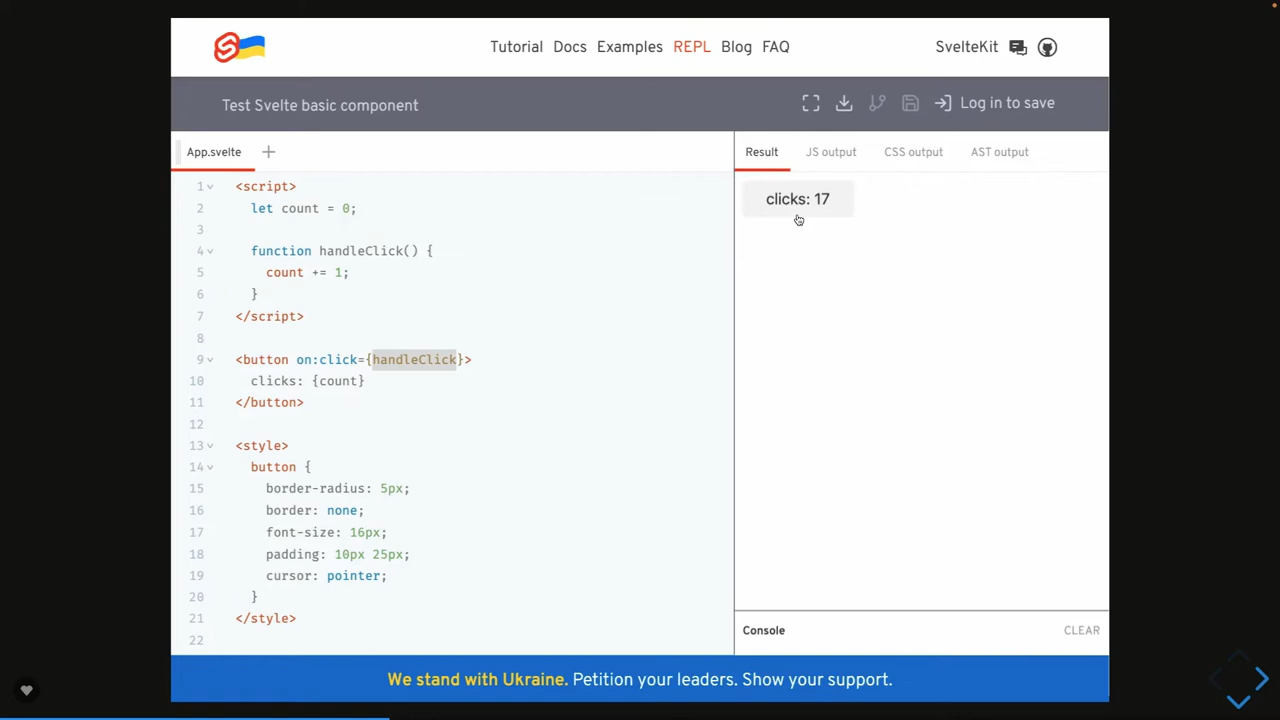 Tutorial Docs Examples REPL Blog FAQ SvelteKit
Test Svelte basic component Log in to save
App.svelte +
1 <script>
2 let count = 0;
3
4 function handleClick() {
5 count += 1;
6 }
7 </script>
8
9 <button on:click={handleClick}>
10 clicks: {count}
11 </button>
12
13 <style>
14 button {
15 border-radius: 5px;
16 border: none;
17 font-size: 16px;
18 padding: 10px 25px;
19 cursor: pointer;
20 }
21 </style>
22
Result JS output CSS output AST output
clicks: 17
Console CLEAR
We stand with Ukraine. Petition your leaders. Show your support.